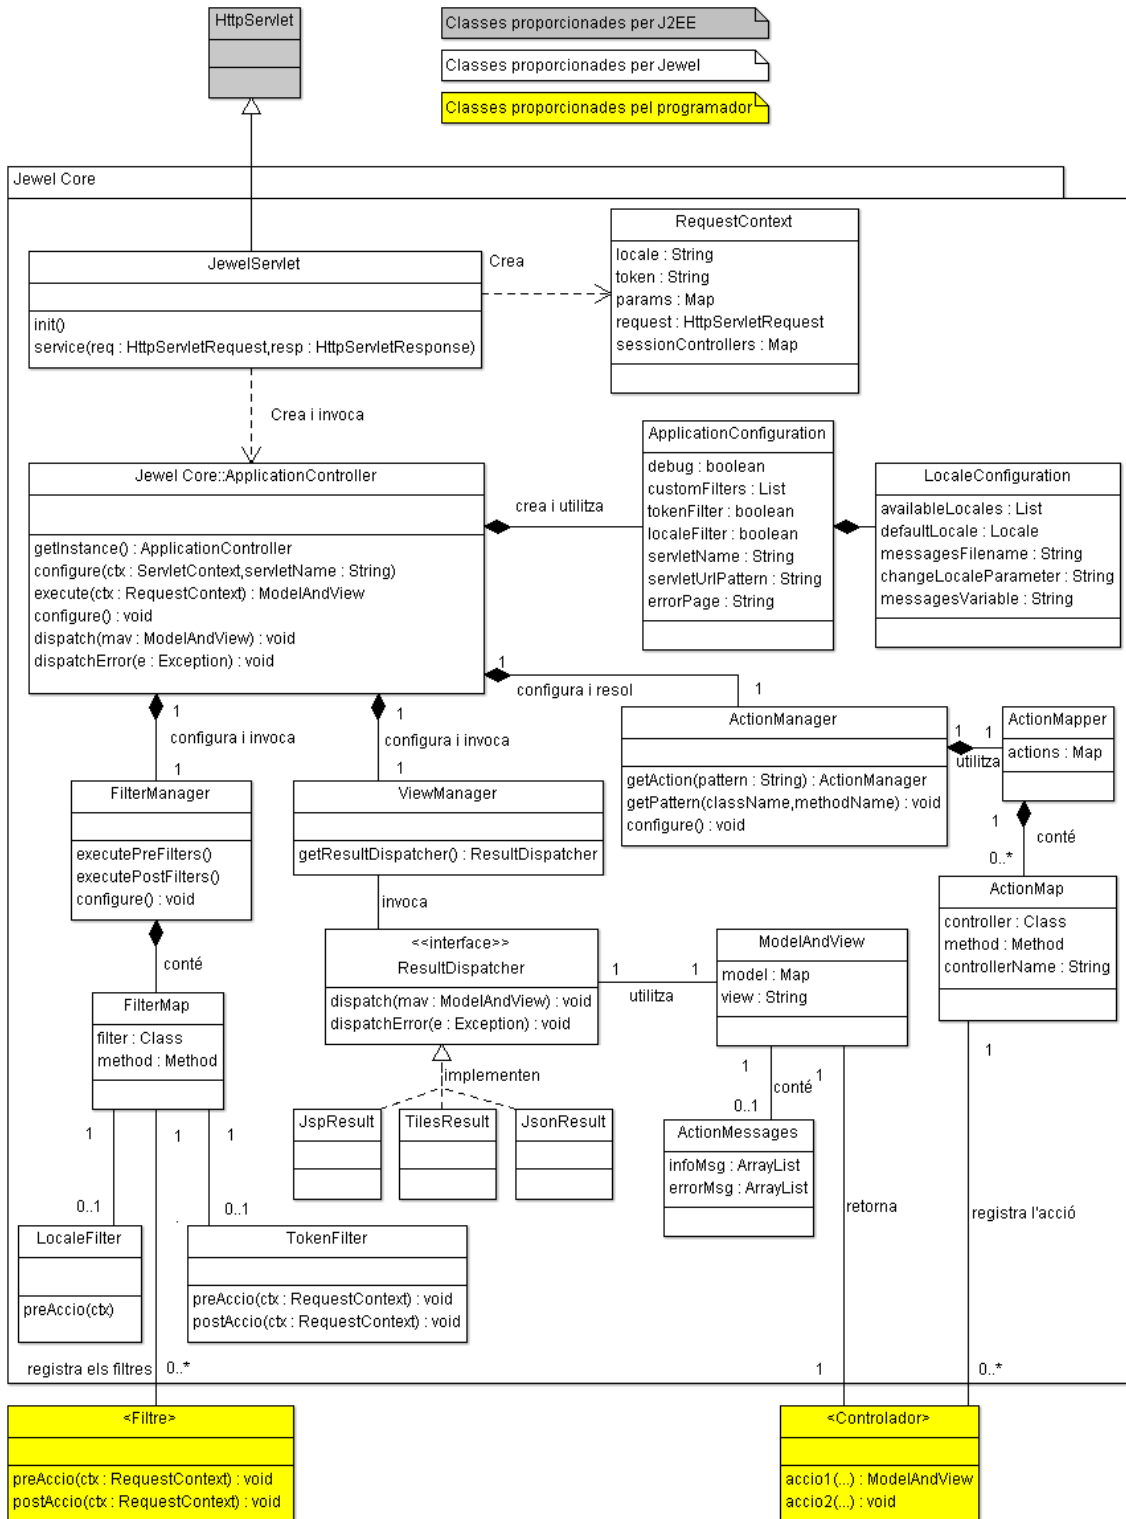 HttpServlet
Classes proporcionades per J2EE
Classes proporcionades per Jewel
Classes proporcionades pel programador
Jewel Core
RequestContext
locale : String
token : String
params : Map
request : HttpServletRequest
sessionControllers : Map
JewelServlet
init()
service(req : HttpServletRequest,resp : HttpServletResponse)
Crea
Crea i invoca
Jewel Core::ApplicationController
getInstance() : ApplicationController
configure(ctx : ServletContext,servletName : String)
execute(ctx : RequestContext) : ModelAndView
configure() : void
dispatch(mav : ModelAndView) : void
dispatchError(e : Exception) : void
crea i utilitza
ApplicationConfiguration
debug : boolean
customFilters : List
tokenFilter : boolean
localeFilter : boolean
servletName : String
servletUrlPattern : String
errorPage : String
LocaleConfiguration
availableLocales : List
defaultLocale : Locale
messagesFilename : String
changeLocaleParameter : String
messagesVariable : String
1
configura i resol
1
1
configura i invoca
1
1
configura i invoca
1
ActionManager
getAction(pattern : String) : ActionManager
getPattern(className,methodName) : void
configure() : void
1
1
utilitza
ActionMapper
actions : Map
1
conté
0..*
FilterManager
executePreFilters()
executePostFilters()
configure() : void
ViewManager
getResultDispatcher() : ResultDispatcher
invoca
ActionMap
controller : Class
method : Method
controllerName : String
conté
<<interface>>
ResultDispatcher
dispatch(mav : ModelAndView) : void
dispatchError(e : Exception) : void
1
1
utilitza
ModelAndView
model : Map
view : String
FilterMap
filter : Class
method : Method
implementen
JspResult
TilesResult
JsonResult
1
conté
0..1
1
1
ActionMessages
infoMsg : ArrayList
errorMsg : ArrayList
1
1
1
0..1
0..1
LocaleFilter
preAccio(ctx)
TokenFilter
preAccio(ctx : RequestContext) : void
postAccio(ctx : RequestContext) : void
retorna
registra l'acció
registra els filtres
0..*
1
0..*
<Filtre>
preAccio(ctx : RequestContext) : void
postAccio(ctx : RequestContext) : void
<Controlador>
accio1(...) : ModelAndView
accio2(...) : void